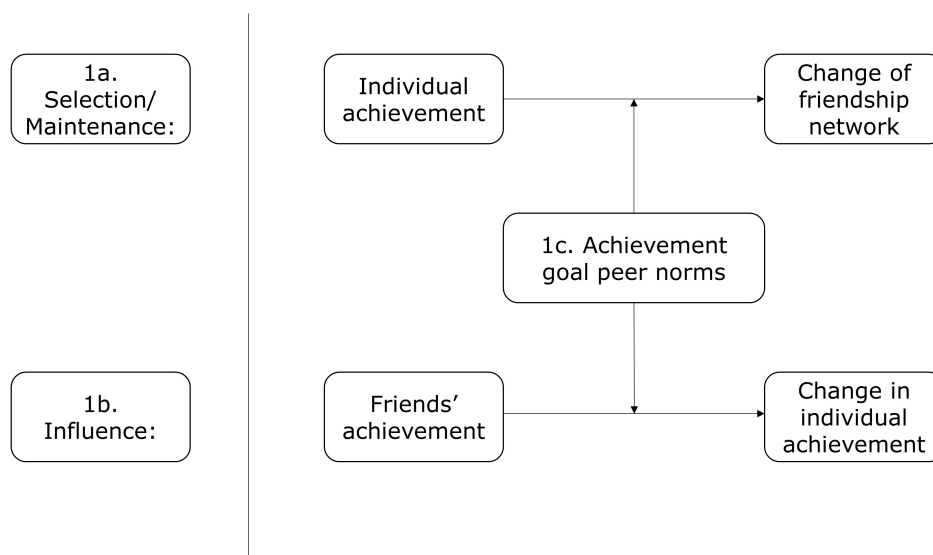 1a.
Selection/
Maintenance:
Individual
achievement
Change of
friendship
network
1c. Achievement
goal peer norms
1b.
Influence:
Friends’
achievement
Change in
individual
achievement